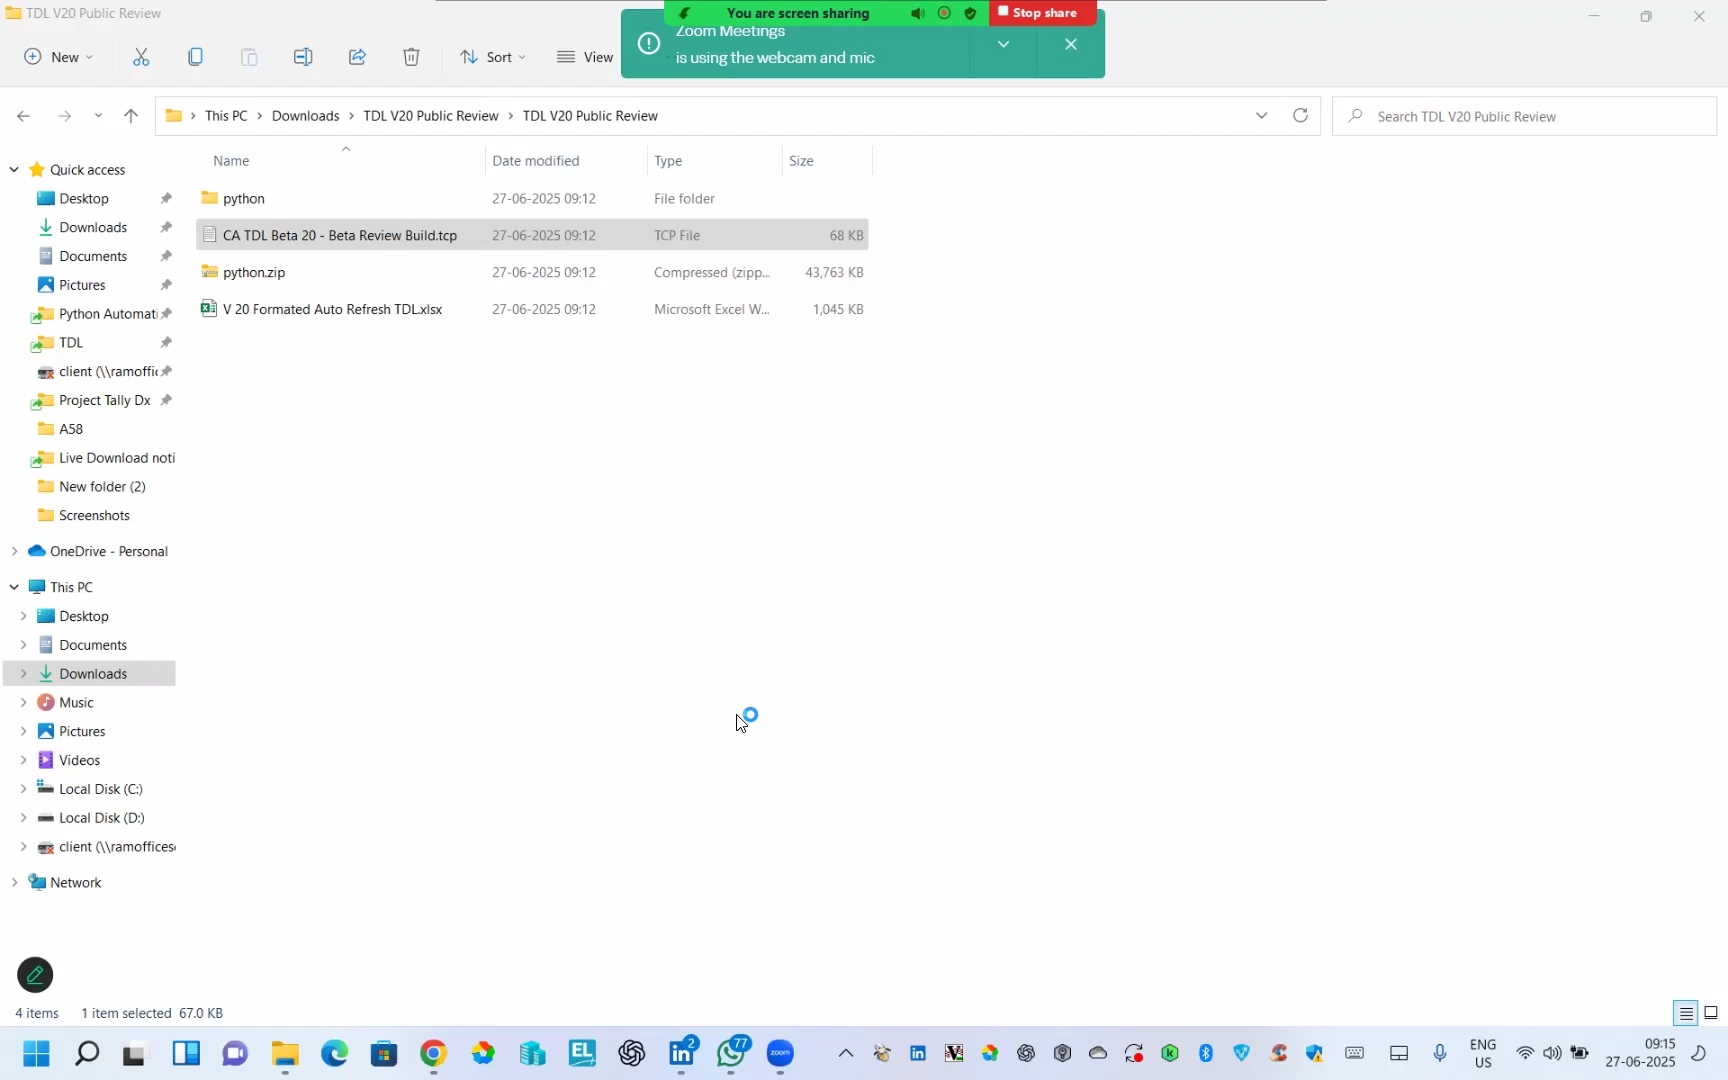 TDL V20 Public Review
You are screen sharing
Stop share
Zoom Meetings
is using the webcam and mic
New
Sort
View
This PC > Downloads > TDL V20 Public Review > TDL V20 Public Review
Search TDL V20 Public Review
Name Date modified Type Size
python 27-06-2025 09:12 File folder
CA TDL Beta 20 - Beta Review Build.tcp 27-06-2025 09:12 TCP File 68 KB
python.zip 27-06-2025 09:12 Compressed (zipp... 43,763 KB
V 20 Formated Auto Refresh TDL.xlsx 27-06-2025 09:12 Microsoft Excel W... 1,045 KB
Quick access
Desktop
Downloads
Documents
Pictures
Python Automati
TDL
client (\\ramoffic
Project Tally Dx
A58
Live Download noti
New folder (2)
Screenshots
OneDrive - Personal
This PC
Desktop
Documents
Downloads
Music
Pictures
Videos
Local Disk (C:)
Local Disk (D:)
client (\\ramoffices
Network
4 items 1 item selected 67.0 KB
EL
2
77
zoom
ENG
US
09:15
27-06-2025